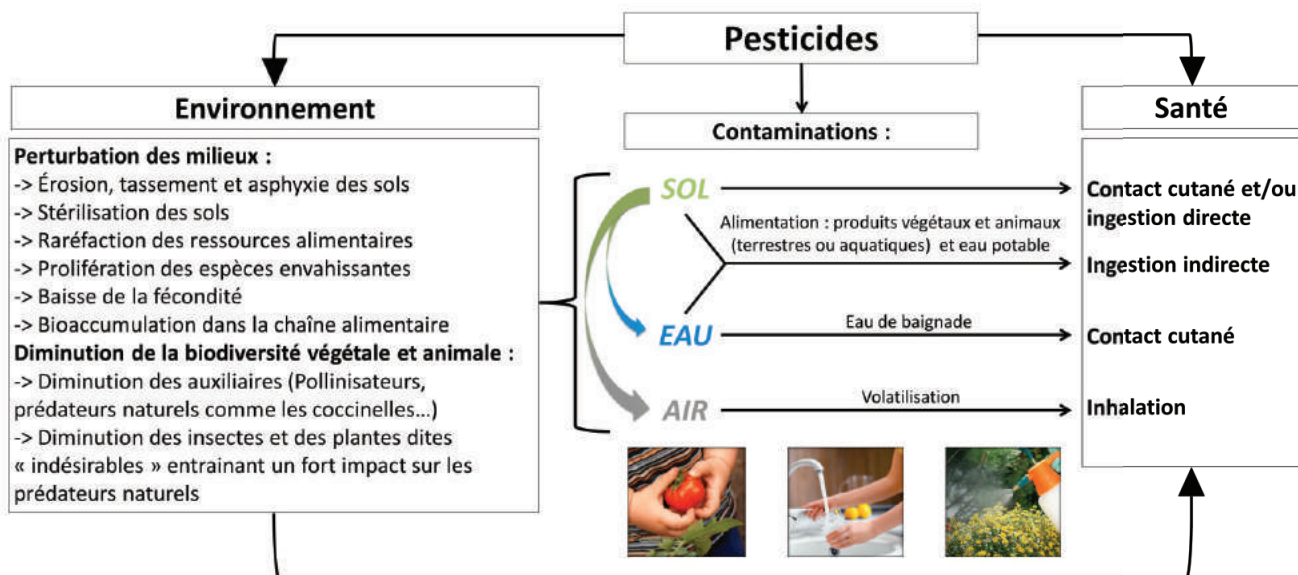 Pesticides
Environnement
Perturbation des milieux :
-> Érosion, tassement et asphyxie des sols
-> Stérilisation des sols
-> Raréfaction des ressources alimentaires
-> Prolifération des espèces envahissantes
-> Baisse de la fécondité
-> Bioaccumulation dans la chaîne alimentaire
Diminution de la biodiversité végétale et animale :
-> Diminution des auxiliaires (Pollinisateurs,
prédateurs naturels comme les coccinelles...)
-> Diminution des insectes et des plantes dites
« indésirables » entrainant un fort impact sur les
prédateurs naturels
Contaminations :
SOL
Alimentation : produits végétaux et animaux
(terrestres ou aquatiques) et eau potable
EAU
Eau de baignade
AIR
Volatilisation
Santé
Contact cutané et/ou
ingestion directe
Ingestion indirecte
Contact cutané
Inhalation